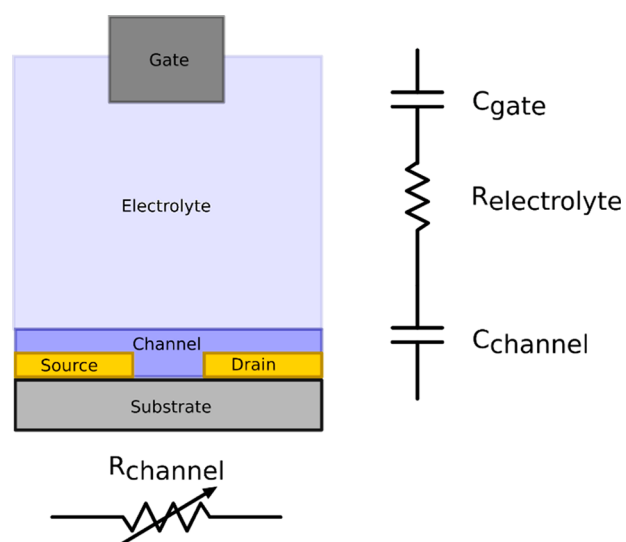 Gate
Cgate
Electrolyte
Relectrolyte
Channel
Cchannel
Source
Drain
Substrate
Rchannel